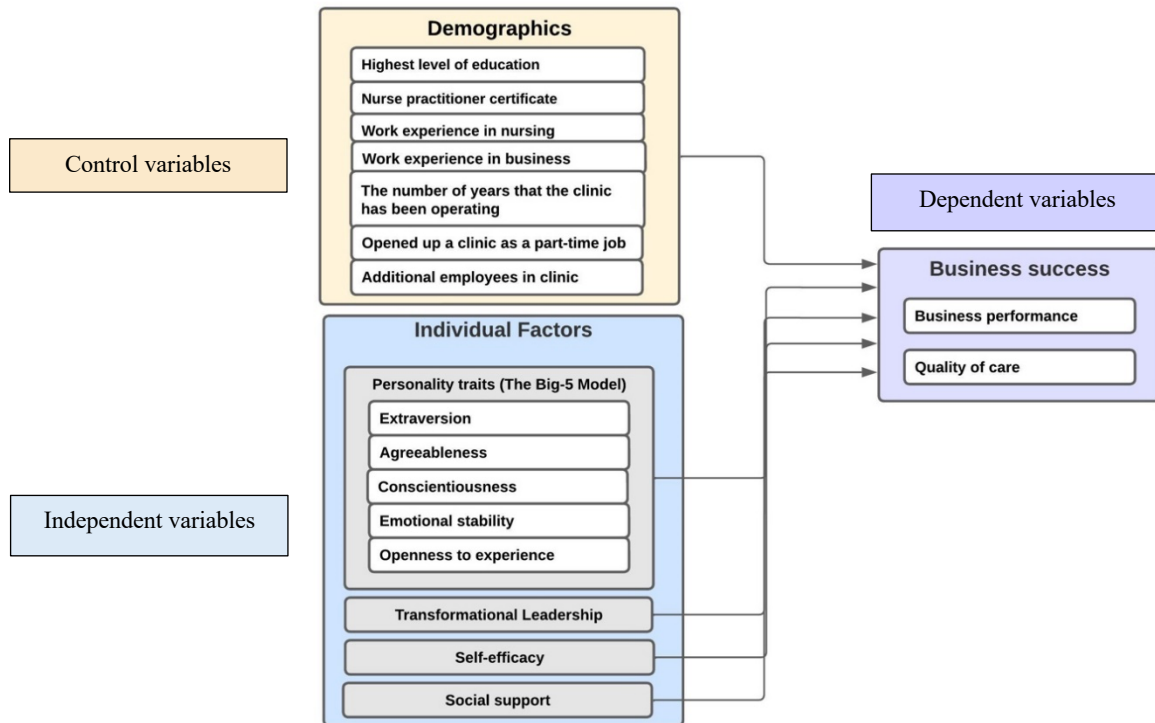 Demographics
Highest level of education
Nurse practitioner certificate
Work experience in nursing
Work experience in business
The number of years that the clinic
has been operating
Opened up a clinic as a part-time job
Additional employees in clinic
Control variables
Dependent variables
Business success
Business performance
Quality of care
Individual Factors
Personality traits (The Big-5 Model)
Extraversion
Agreeableness
Conscientiousness
Emotional stability
Openness to experience
Independent variables
Transformational Leadership
Self-efficacy
Social support